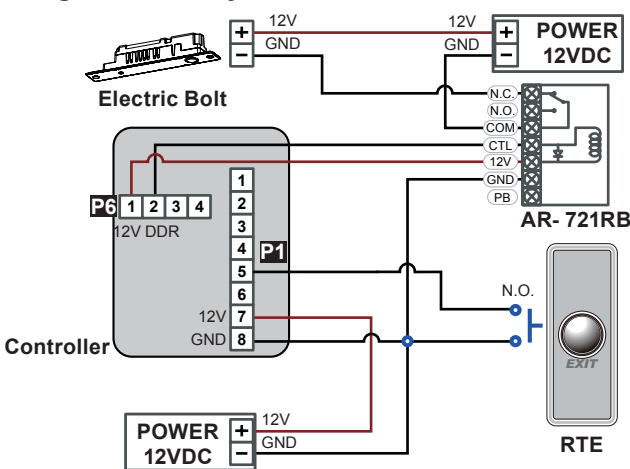 12V
GND
12V
GND
POWER
12VDC
+
−
+
−
Electric Bolt
N.C.
N.O.
COM
CTL
12V
GND
PB
AR- 721RB
P6
1 2 3 4
12V DDR
1
2
3
4
5
6
7
8
P1
12V
GND
Controller
N.O.
EXIT
RTE
POWER
12VDC
+
−
12V
GND